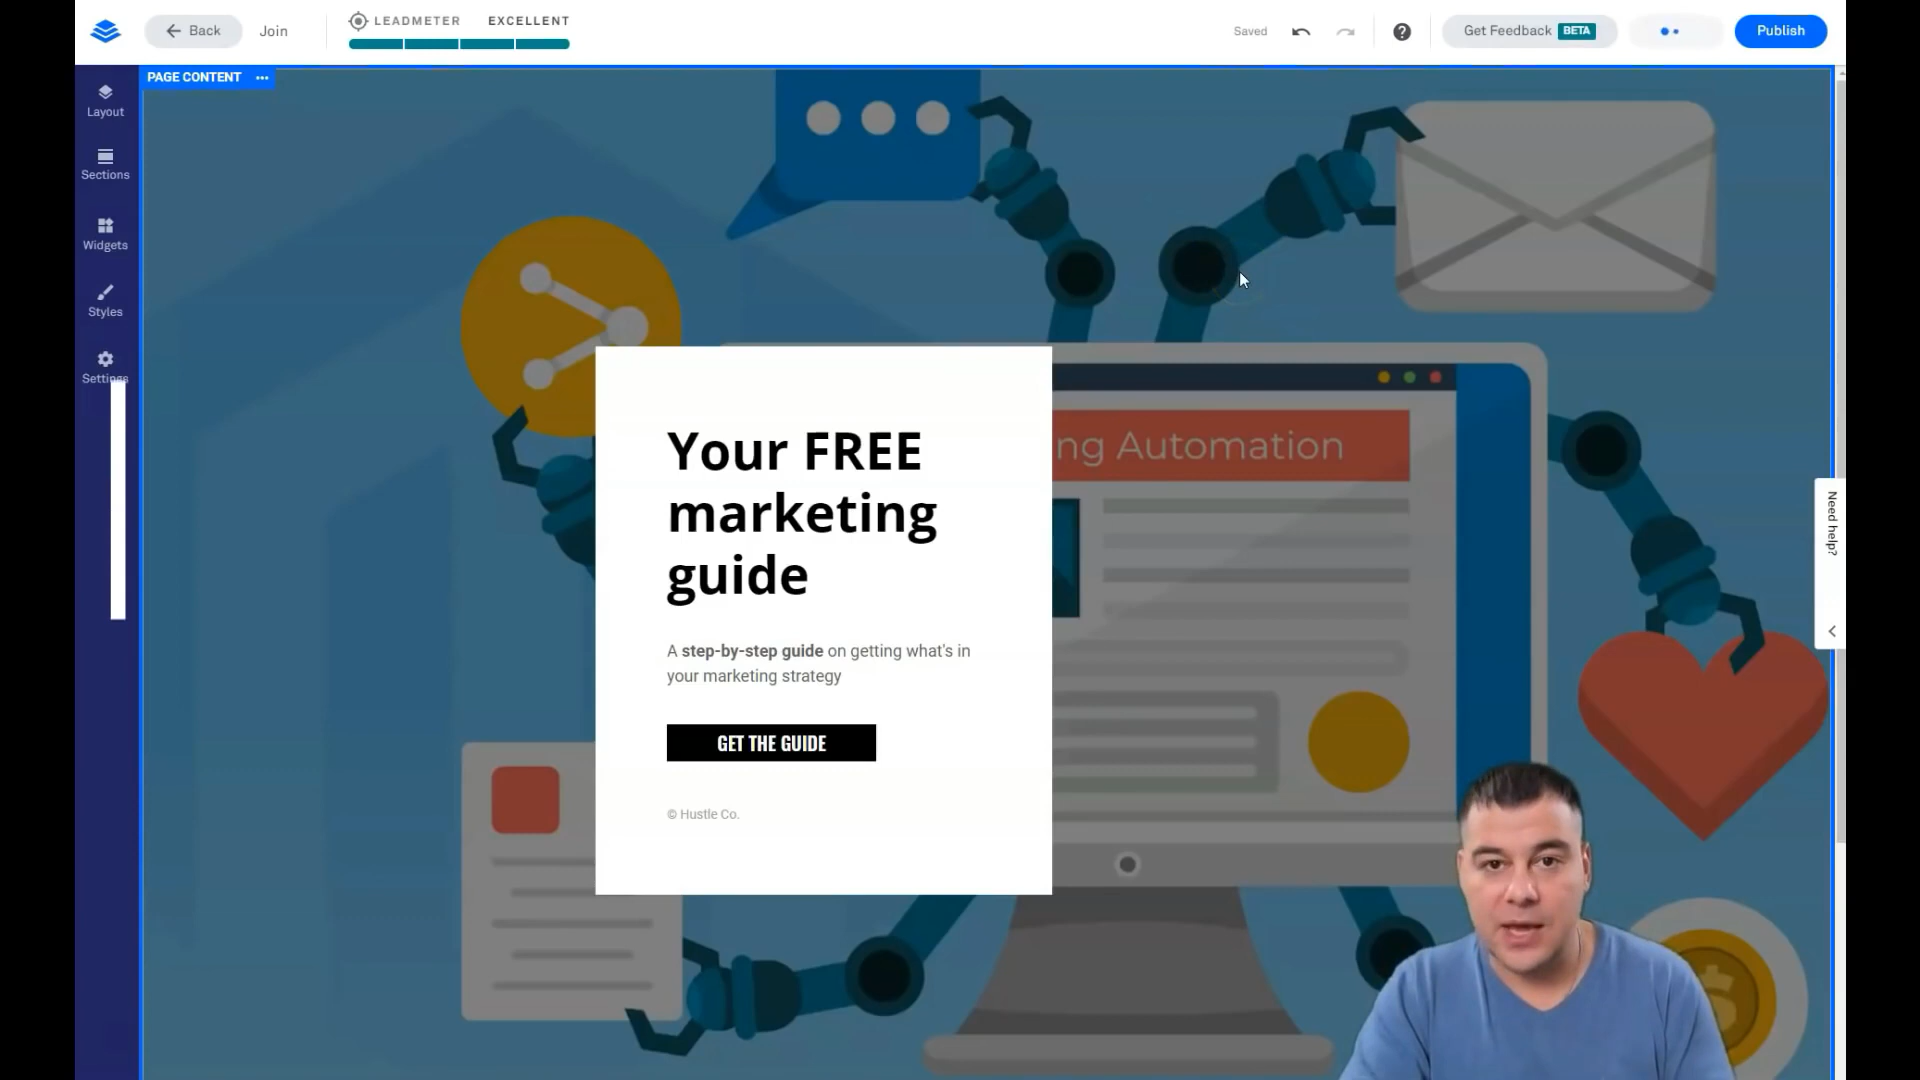 Back
Join
LEADMETER EXCELLENT
Saved
Get Feedback BETA
Publish
PAGE CONTENT ...
Layout
Sections
Widgets
Styles
Settings
ng Automation
Your FREE
marketing
guide
A step-by-step guide on getting what's in
your marketing strategy
GET THE GUIDE
© Hustle Co.
Need help?
$